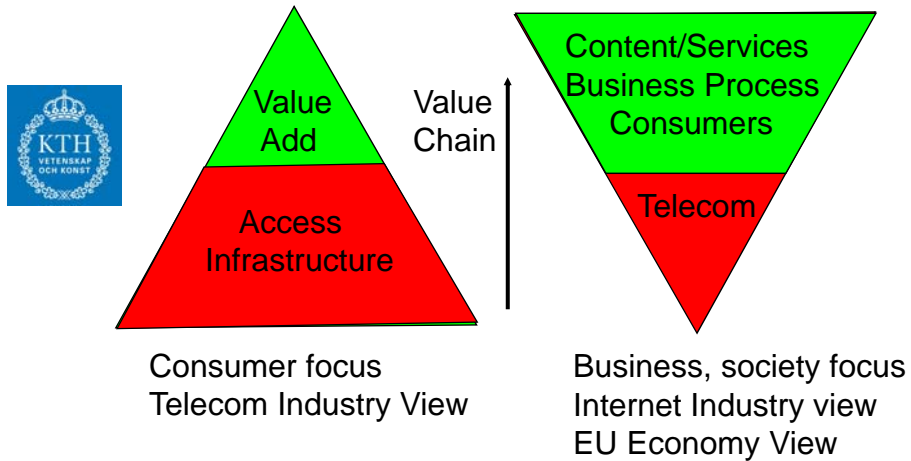 KTH
VETENSKAP
OCH KONST
Value
Add
Access
Infrastructure
Consumer focus
Telecom Industry View
Value
Chain
Content/Services
Business Process
Consumers
Telecom
Business, society focus
Internet Industry view
EU Economy View